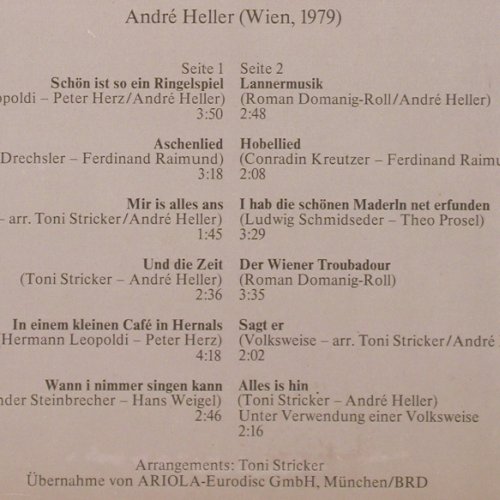 André Heller (Wien, 1979)
Seite 1
Schön ist so ein Ringelspiel
opoldi – Peter Herz/André Heller)
3:50
Aschenlied
Drechsler – Ferdinand Raimund)
3:18
Mir is alles ans
– arr. Toni Stricker/André Heller)
1:45
Und die Zeit
(Toni Stricker – André Heller)
2:36
In einem kleinen Café in Hernals
(Hermann Leopoldi – Peter Herz)
4:18
Wann i nimmer singen kann
nder Steinbrecher – Hans Weigel)
2:46
Seite 2
Lannermusik
(Roman Domanig-Roll/André Heller)
2:48
Hobellied
(Conradin Kreutzer – Ferdinand Raimu
2:08
I hab die schönen Maderln net erfunden
(Ludwig Schmidseder – Theo Prosel)
3:29
Der Wiener Troubadour
(Roman Domanig-Roll)
3:35
Sagt er
(Volksweise – arr. Toni Stricker/André
2:02
Alles is hin
(Toni Stricker – André Heller)
Unter Verwendung einer Volksweise
2:16
Arrangements: Toni Stricker
Übernahme von ARIOLA-Eurodisc GmbH, München/BRD